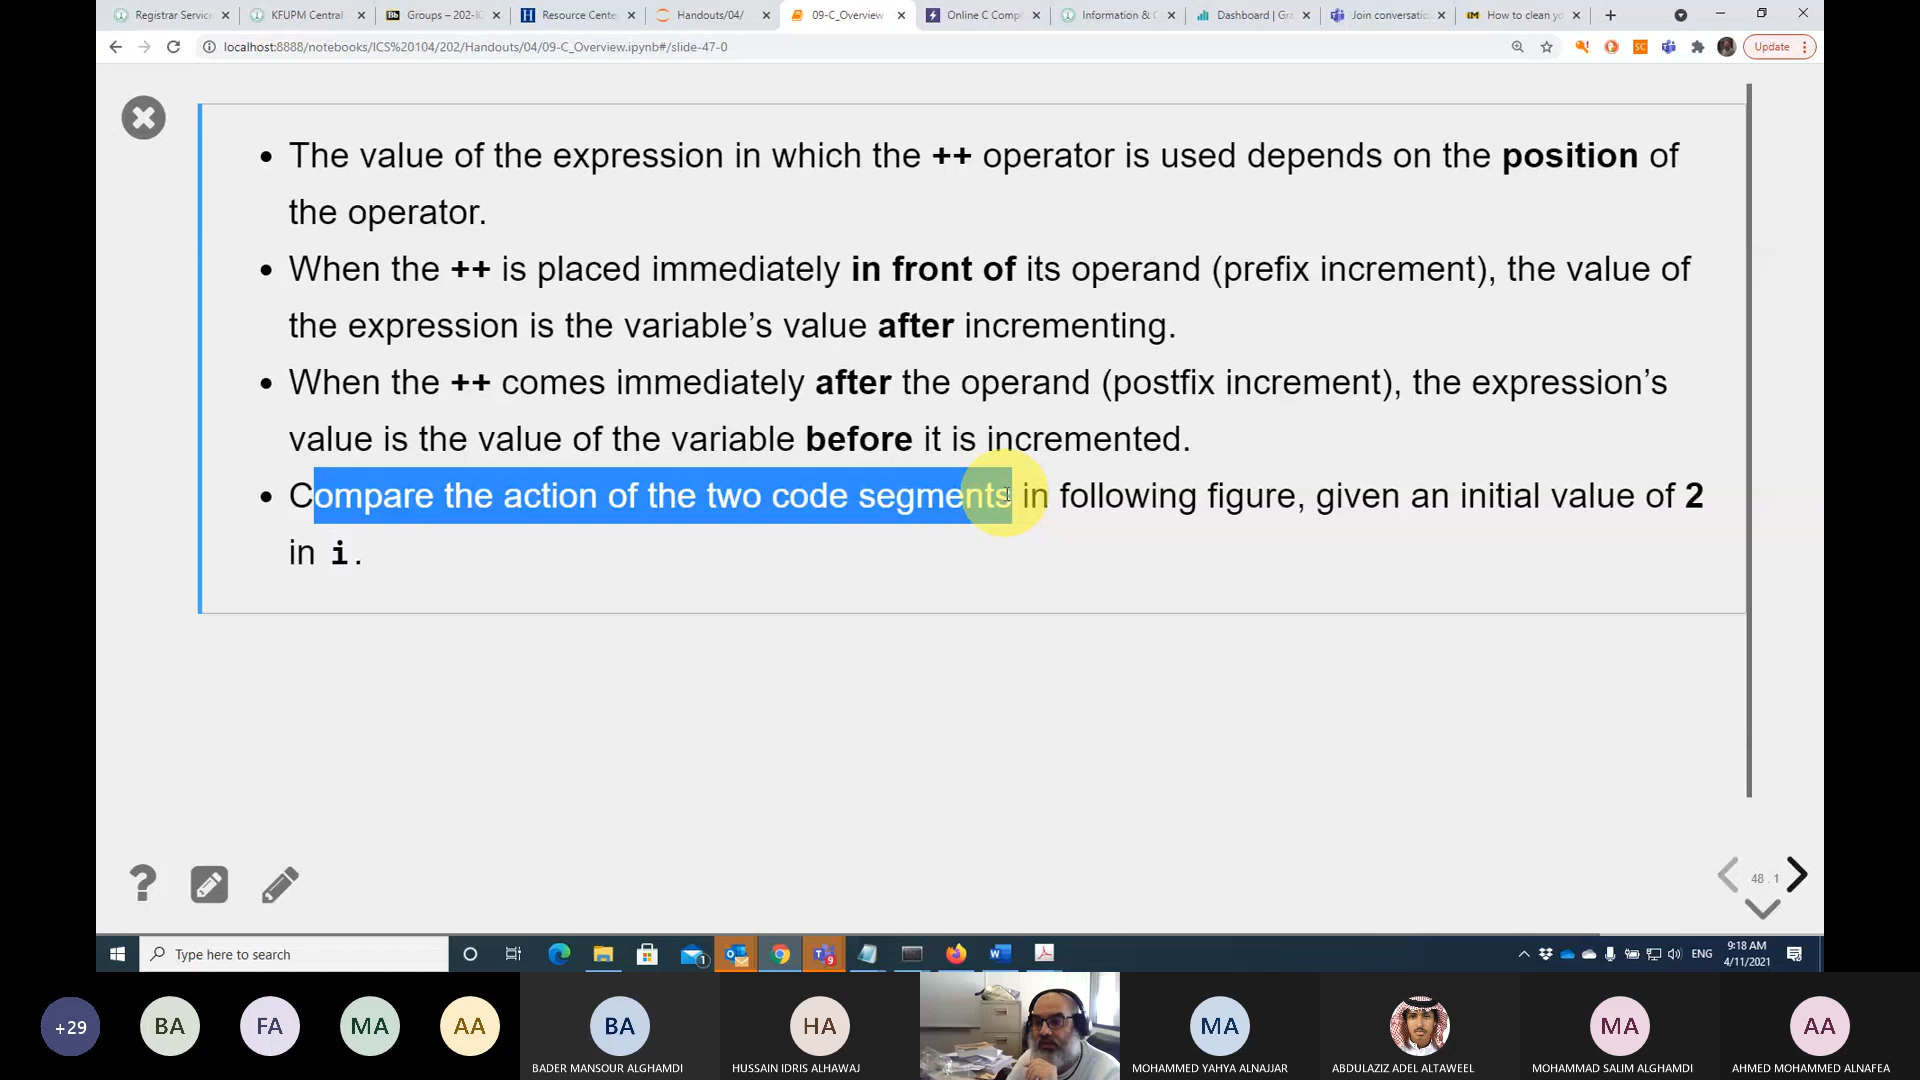 Registrar Servic
KFUPM Central
Bb Groups – 202-IC
Resource Cente
Handouts/04/
09-C_Overview
Online C Comp
Information & C
Dashboard | Gra
Join conversatio
IM How to clean yo
localhost:8888/notebooks/ICS%20104/202/Handouts/04/09-C_Overview.ipynb#/slide-47-0
SC
Update
• The value of the expression in which the ++ operator is used depends on the position of
the operator.
• When the ++ is placed immediately in front of its operand (prefix increment), the value of
the expression is the variable’s value after incrementing.
• When the ++ comes immediately after the operand (postfix increment), the expression’s
value is the value of the variable before it is incremented.
• Compare the action of the two code segments in following figure, given an initial value of 2
in i.
?
48 . 1
Type here to search
1
9
ENG
9:18 AM
4/11/2021
+29
BA
FA
MA
AA
BA
BADER MANSOUR ALGHAMDI
HA
HUSSAIN IDRIS ALHAWAJ
MA
MOHAMMED YAHYA ALNAJJAR
ABDULAZIZ ADEL ALTAWEEL
MA
MOHAMMAD SALIM ALGHAMDI
AA
AHMED MOHAMMED ALNAFEA